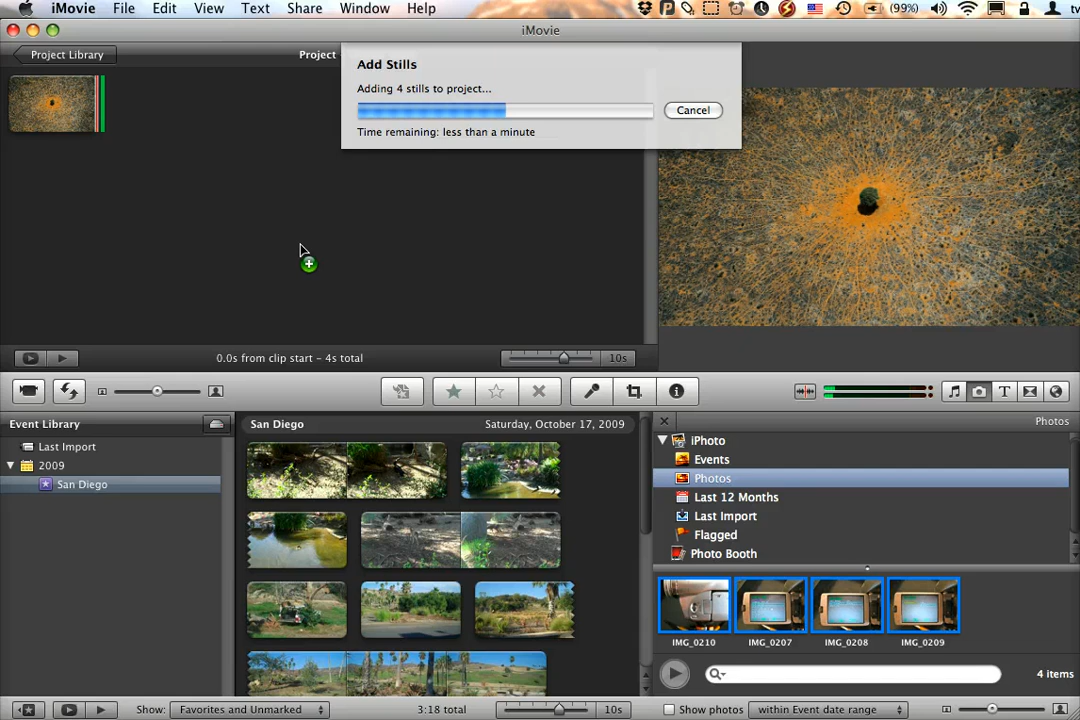 iMovie File Edit View Text Share Window Help (99%) tv
iMovie
Project Library
Project
Add Stills
Adding 4 stills to project...
Cancel
Time remaining: less than a minute
0.0s from clip start – 4s total
10s
Event Library
San Diego
Saturday, October 17, 2009
Photos
Last Import
2009
San Diego
iPhoto
Events
Photos
Last 12 Months
Last Import
Flagged
Photo Booth
IMG_0210
IMG_0207
IMG_0208
IMG_0209
4 items
Show:
Favorites and Unmarked
3:18 total
10s
Show photos
within Event date range